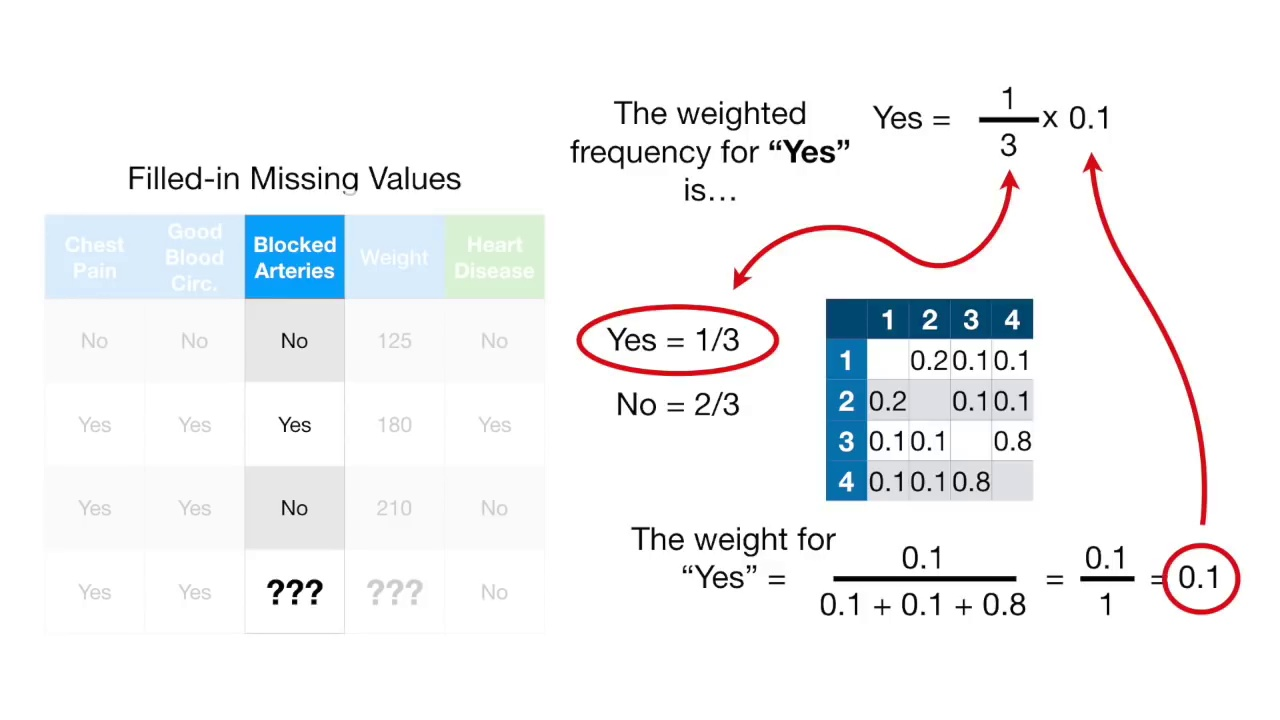 The weighted
frequency for “Yes”
is…
Yes = 1/3 x 0.1
Filled-in Missing Values
Chest Pain | Good Blood Circ. | Blocked Arteries | Weight | Heart Disease
No | No | No | 125 | No
Yes | Yes | Yes | 180 | Yes
Yes | Yes | No | 210 | No
Yes | Yes | ??? | ??? | No
Yes = 1/3
No = 2/3
1 2 3 4
1 0.2 0.1 0.1
2 0.2 0.1 0.1
3 0.1 0.1 0.8
4 0.1 0.1 0.8
The weight for
“Yes” = 0.1 / 0.1 + 0.1 + 0.8 = 0.1 / 1 = 0.1